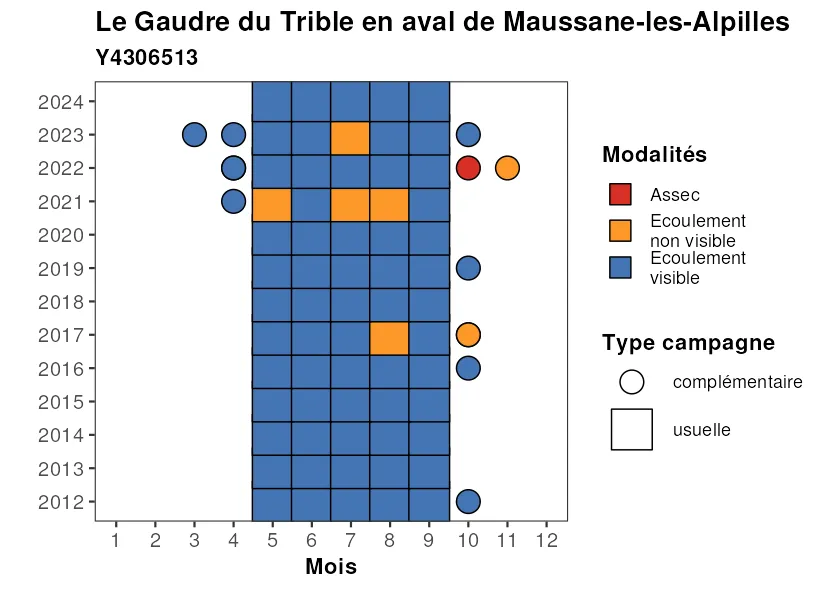 Le Gaudre du Trible en aval de Maussane-les-Alpilles
Y4306513
2024
2023
2022
2021
2020
2019
2018
2017
2016
2015
2014
2013
2012
1 2 3 4 5 6 7 8 9 10 11 12
Mois
Modalités
Assec
Ecoulement
non visible
Ecoulement
visible
Type campagne
complémentaire
usuelle